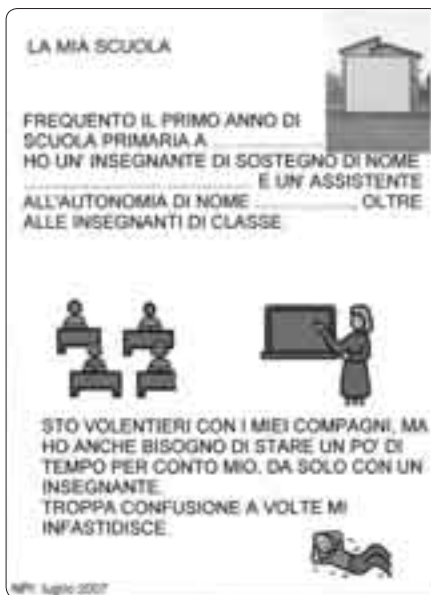 LA MIA SCUOLA
FREQUENTO IL PRIMO ANNO DI
SCUOLA PRIMARIA A ....................
HO UN' INSEGNANTE DI SOSTEGNO DI NOME
........................................ E UN' ASSISTENTE
ALL'AUTONOMIA DI NOME ................., OLTRE
ALLE INSEGNANTI DI CLASSE.
STO VOLENTIERI CON I MIEI COMPAGNI, MA
HO ANCHE BISOGNO DI STARE UN PO' DI
TEMPO PER CONTO MIO, DA SOLO CON UN
INSEGNANTE.
TROPPA CONFUSIONE A VOLTE MI
INFASTIDISCE.
NPI luglio 2007